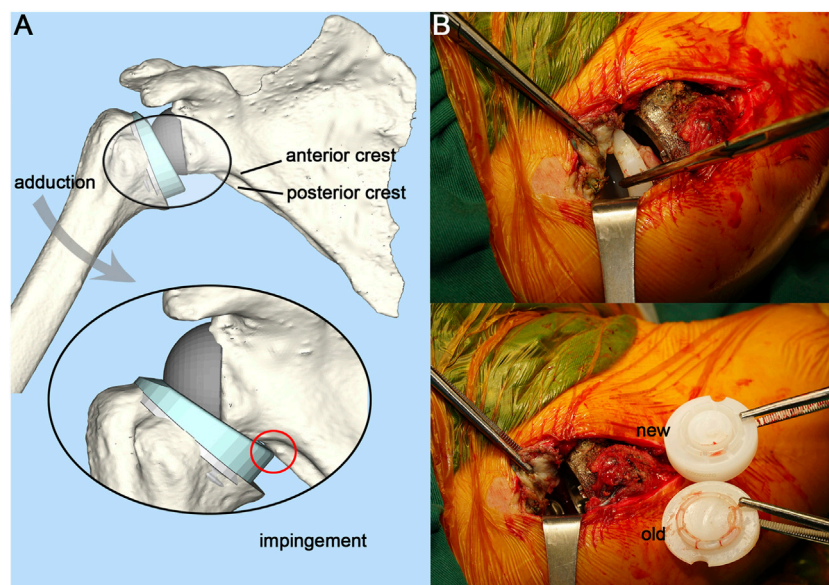 A
B
anterior crest
adduction
posterior crest
new
old
impingement